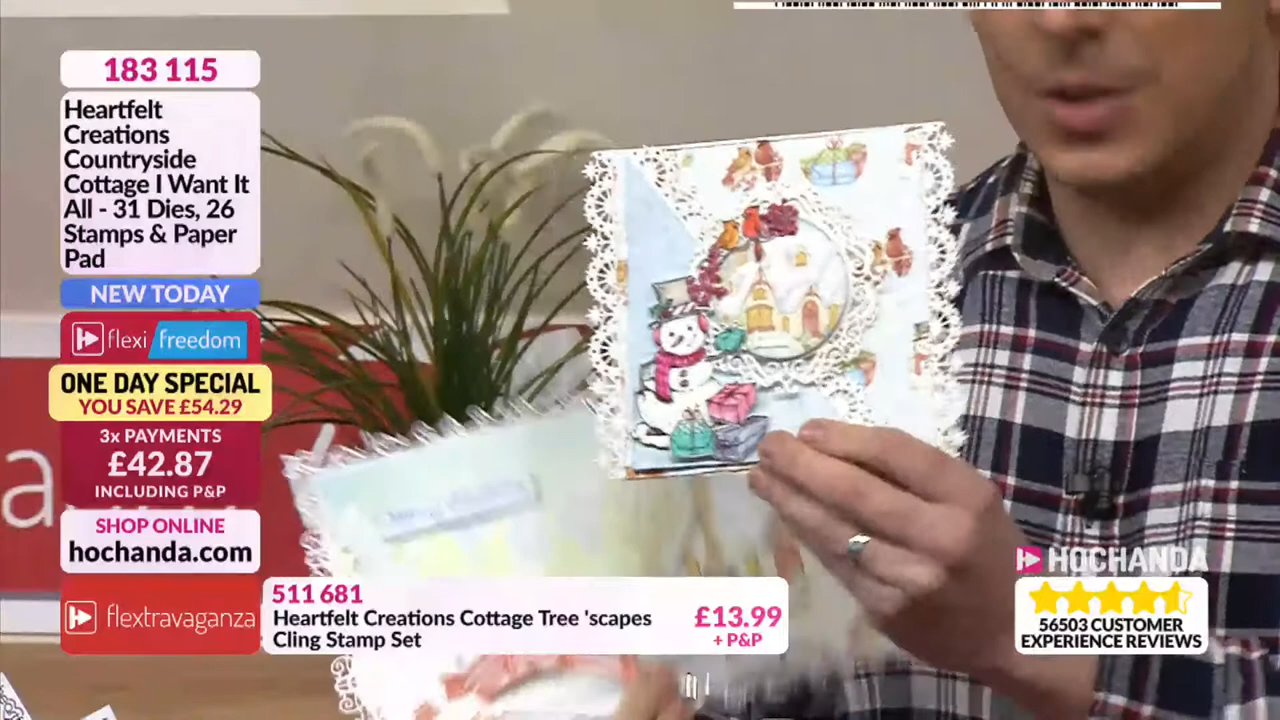 183 115
Heartfelt
Creations
Countryside
Cottage I Want It
All - 31 Dies, 26
Stamps & Paper
Pad
NEW TODAY
flexi freedom
ONE DAY SPECIAL
YOU SAVE £54.29
3x PAYMENTS
£42.87
INCLUDING P&P
SHOP ONLINE
hochanda.com
flextravaganza
511 681
Heartfelt Creations Cottage Tree 'scapes
Cling Stamp Set
£13.99
+ P&P
HOCHANDA
56503 CUSTOMER
EXPERIENCE REVIEWS